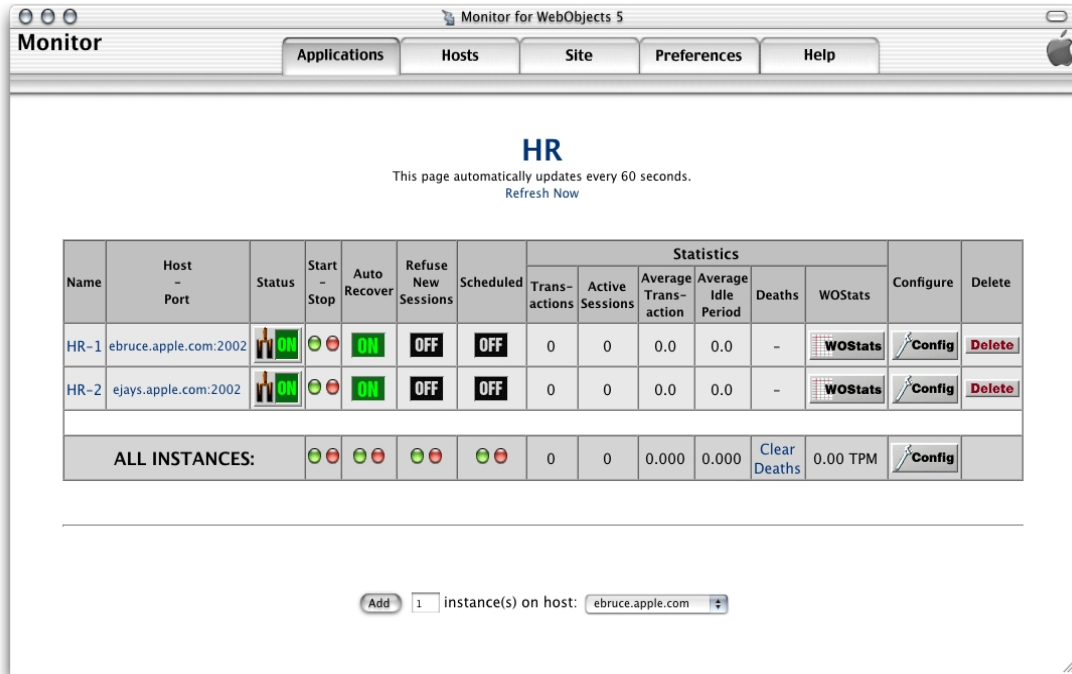 Monitor for WebObjects 5
Monitor
Applications
Hosts
Site
Preferences
Help
HR
This page automatically updates every 60 seconds.
Refresh Now
Name
Host
–
Port
Status
Start
–
Stop
Auto
Recover
Refuse
New
Sessions
Scheduled
Statistics
Trans-
actions
Active
Sessions
Average
Trans-
action
Average
Idle
Period
Deaths
WOStats
Configure
Delete
HR-1 ebruce.apple.com:2002 ON ON OFF OFF 0 0 0.0 0.0 - WOStats Config Delete
HR-2 ejays.apple.com:2002 ON ON OFF OFF 0 0 0.0 0.0 - WOStats Config Delete
ALL INSTANCES: 0 0 0.000 0.000 Clear Deaths 0.00 TPM Config
Add 1 instance(s) on host: ebruce.apple.com